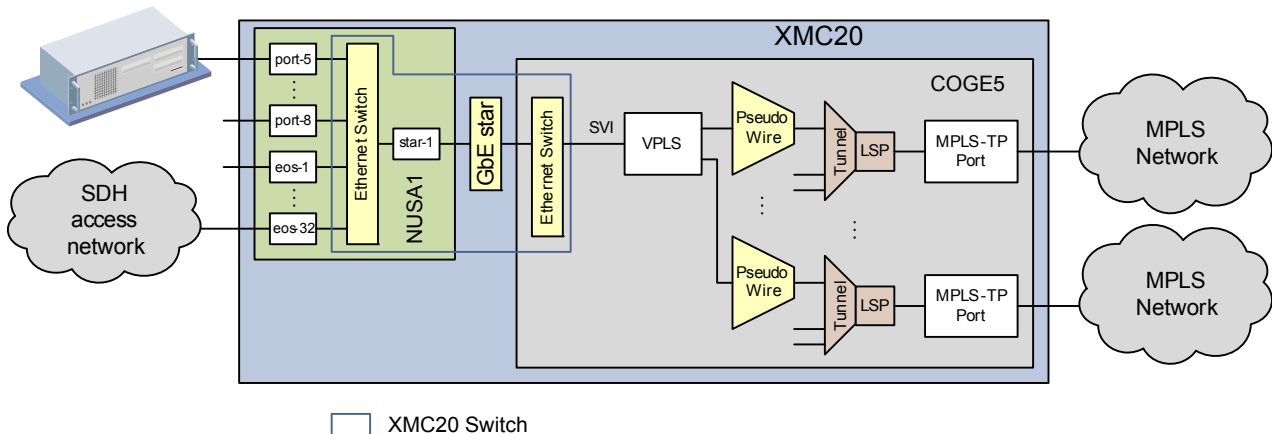 XMC20
COGE5
port-5
port-8
eos-1
eos-32
Ethernet Switch
star-1
NUSA1
GbE star
Ethernet Switch
SVI
VPLS
Pseudo
Wire
Tunnel
LSP
MPLS-TP
Port
MPLS
Network
SDH
access
network
Pseudo
Wire
Tunnel
LSP
MPLS-TP
Port
MPLS
Network
XMC20 Switch